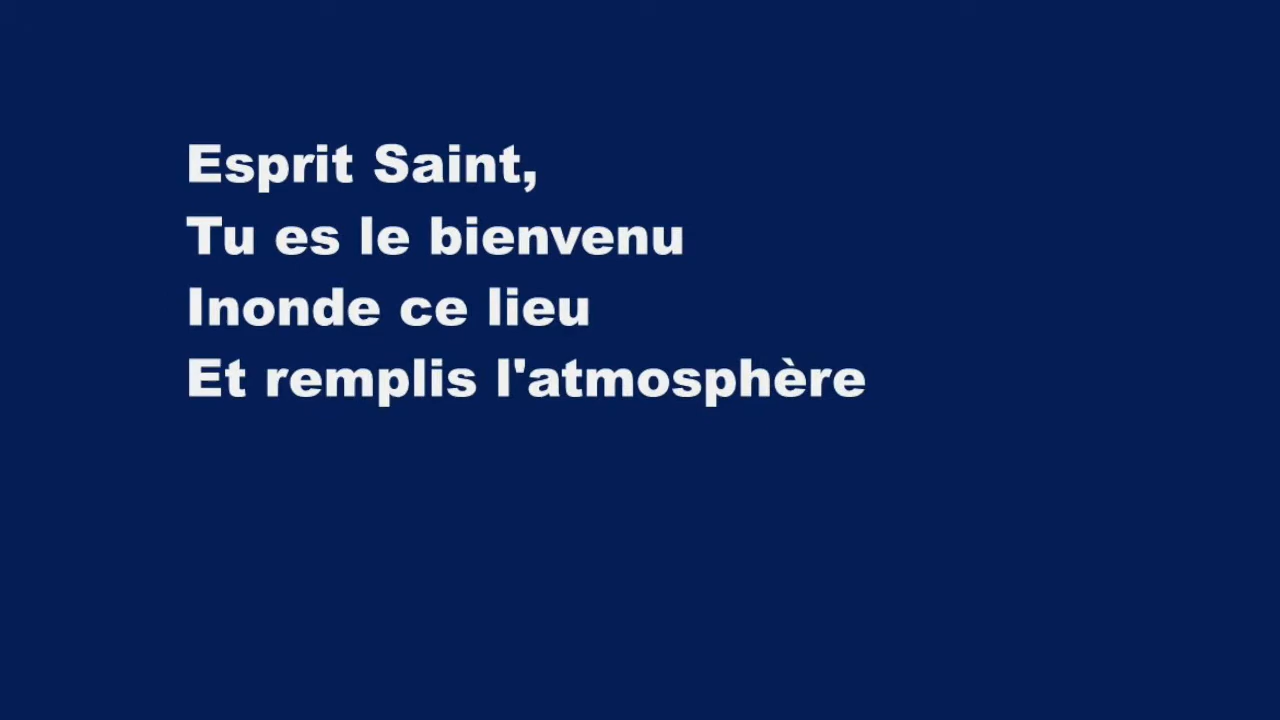 Esprit Saint,
Tu es le bienvenu
Inonde ce lieu
Et remplis l'atmosphère